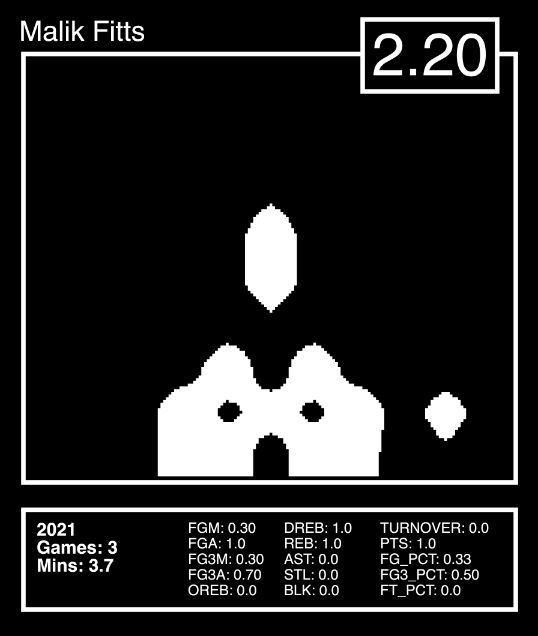 Malik Fitts
2.20
2021
Games: 3
Mins: 3.7
FGM: 0.30
FGA: 1.0
FG3M: 0.30
FG3A: 0.70
OREB: 0.0
DREB: 1.0
REB: 1.0
AST: 0.0
STL: 0.0
BLK: 0.0
TURNOVER: 0.0
PTS: 1.0
FG_PCT: 0.33
FG3_PCT: 0.50
FT_PCT: 0.0